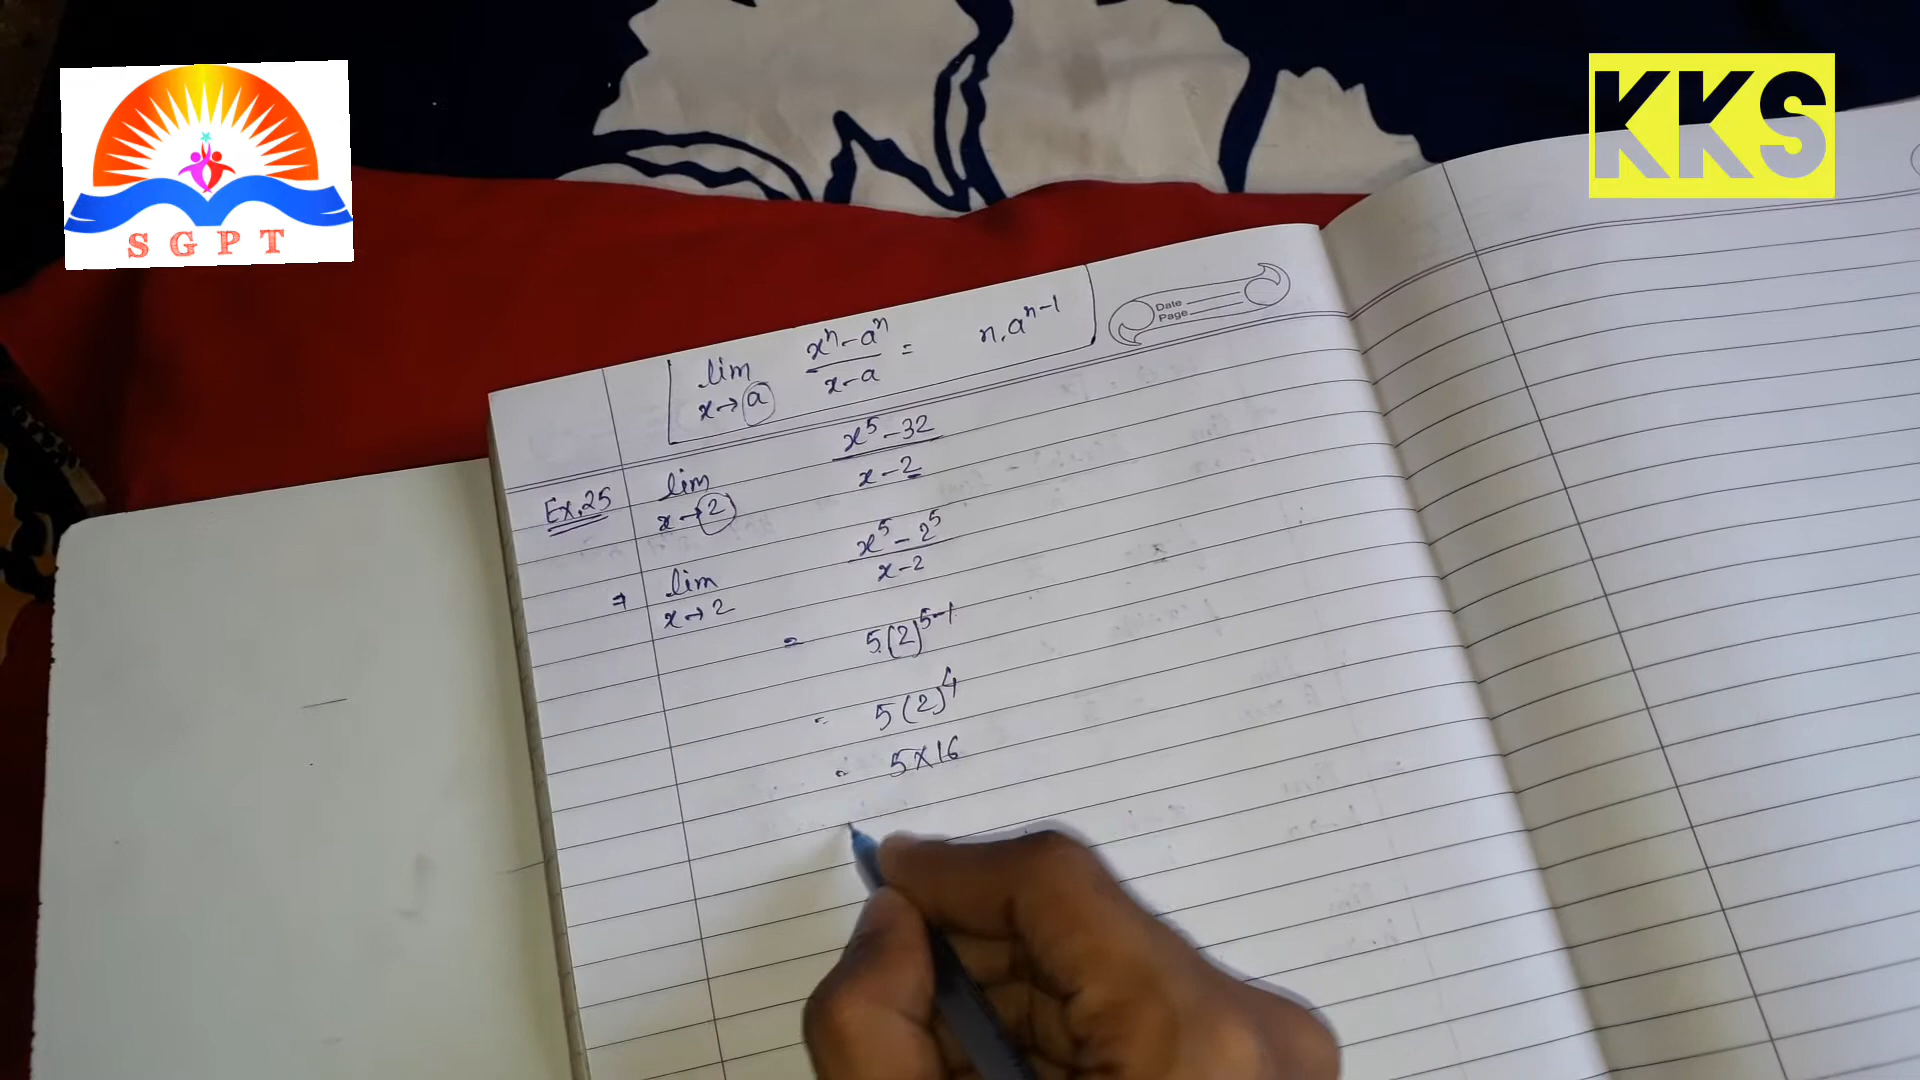 SGPT
KKS
Date
Page
lim x→a (xⁿ-aⁿ)/(x-a) = n.aⁿ⁻¹
Ex.25 lim x→2 (x⁵-32)/(x-2)
⇒ lim x→2 (x⁵-2⁵)/(x-2)
= 5(2)⁵⁻¹
= 5(2)⁴
= 5×16